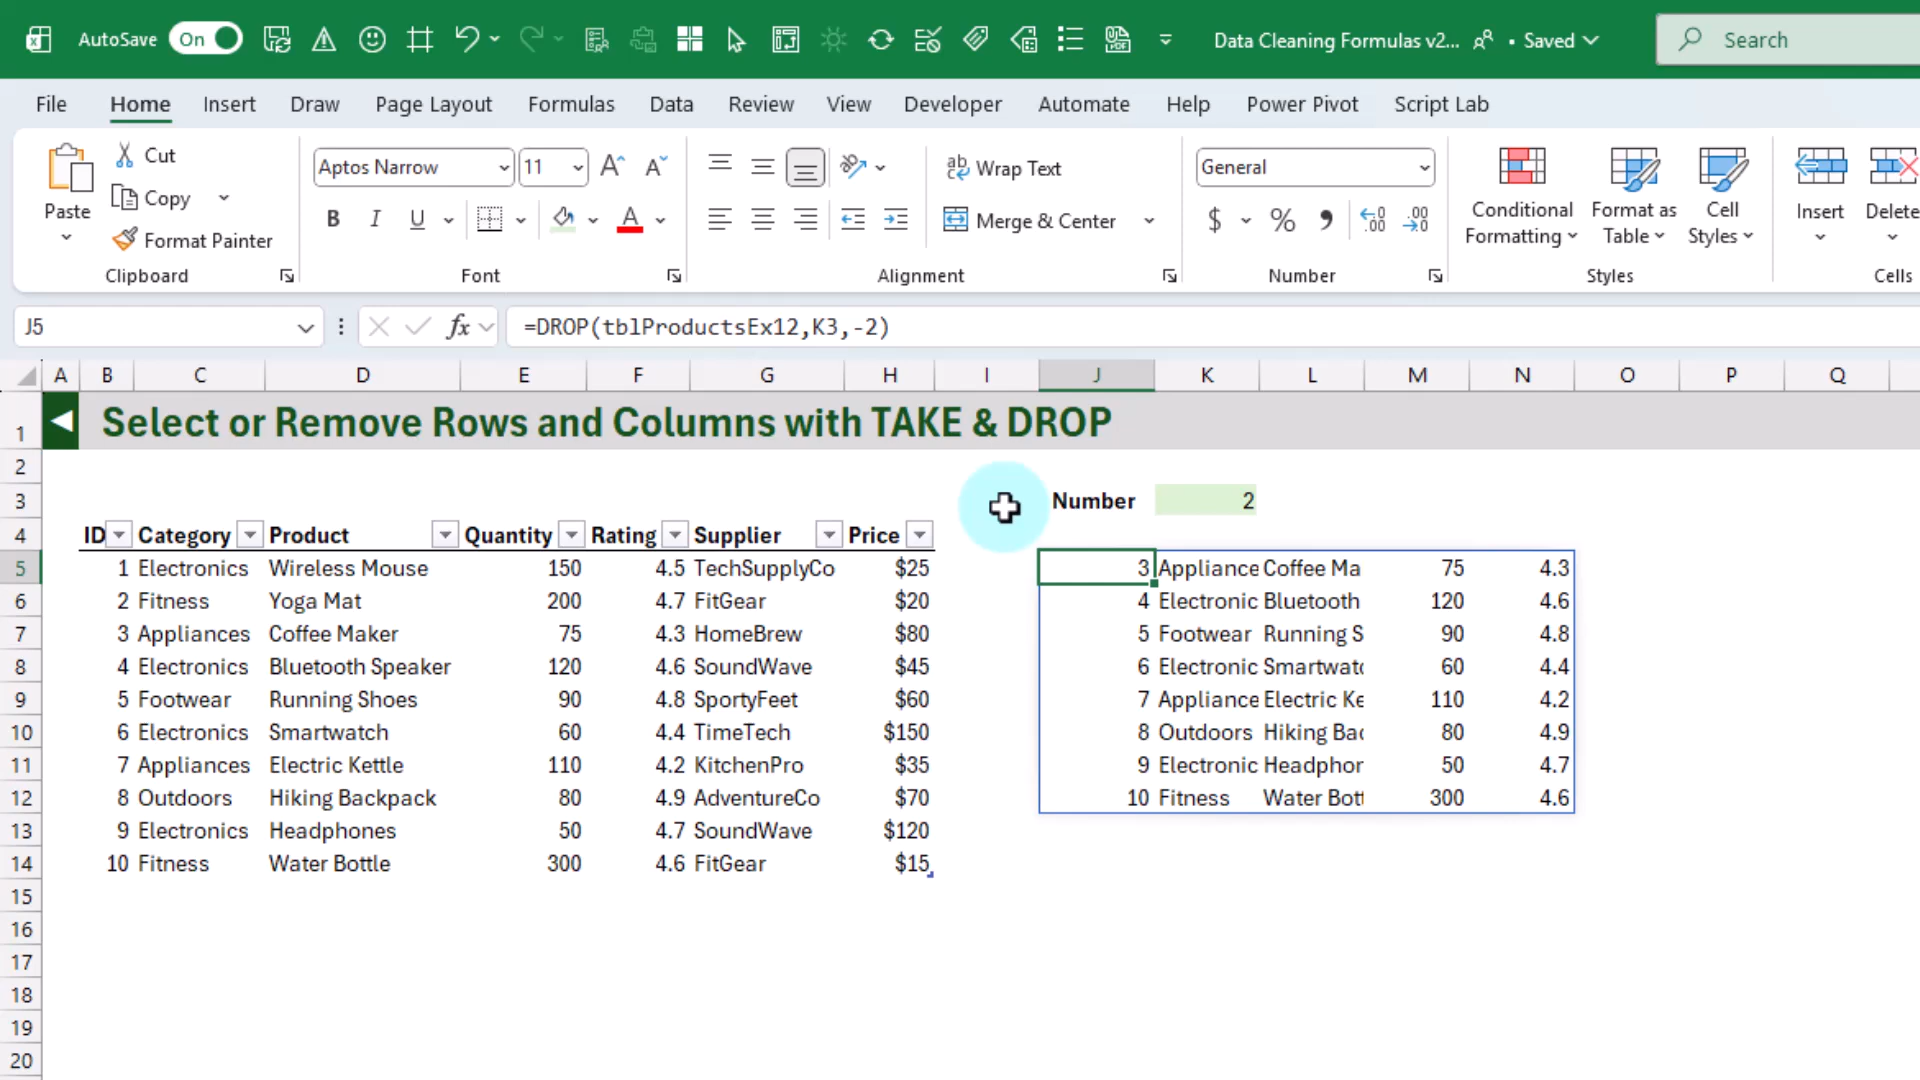 AutoSave On Data Cleaning Formulas v2... • Saved Search
File Home Insert Draw Page Layout Formulas Data Review View Developer Automate Help Power Pivot Script Lab
Paste Cut Copy Format Painter
Aptos Narrow 11
B I U A
Wrap Text
Merge & Center
General
$ % ,
Conditional Formatting
Format as Table
Cell Styles
Insert Delete
Clipboard Font Alignment Number Styles Cells
J5 fx =DROP(tblProductsEx12,K3,-2)
A B C D E F G H I J K L M N O P Q
1 Select or Remove Rows and Columns with TAKE & DROP
2
3 Number 2
4 ID Category Product Quantity Rating Supplier Price
5 1 Electronics Wireless Mouse 150 4.5 TechSupplyCo $25 3 Appliance Coffee Ma 75 4.3
6 2 Fitness Yoga Mat 200 4.7 FitGear $20 4 Electronic Bluetooth 120 4.6
7 3 Appliances Coffee Maker 75 4.3 HomeBrew $80 5 Footwear Running S 90 4.8
8 4 Electronics Bluetooth Speaker 120 4.6 SoundWave $45 6 Electronic Smartwatc 60 4.4
9 5 Footwear Running Shoes 90 4.8 SportyFeet $60 7 Appliance Electric Ke 110 4.2
10 6 Electronics Smartwatch 60 4.4 TimeTech $150 8 Outdoors Hiking Bac 80 4.9
11 7 Appliances Electric Kettle 110 4.2 KitchenPro $35 9 Electronic Headphor 50 4.7
12 8 Outdoors Hiking Backpack 80 4.9 AdventureCo $70 10 Fitness Water Bott 300 4.6
13 9 Electronics Headphones 50 4.7 SoundWave $120
14 10 Fitness Water Bottle 300 4.6 FitGear $15
15
16
17
18
19
20